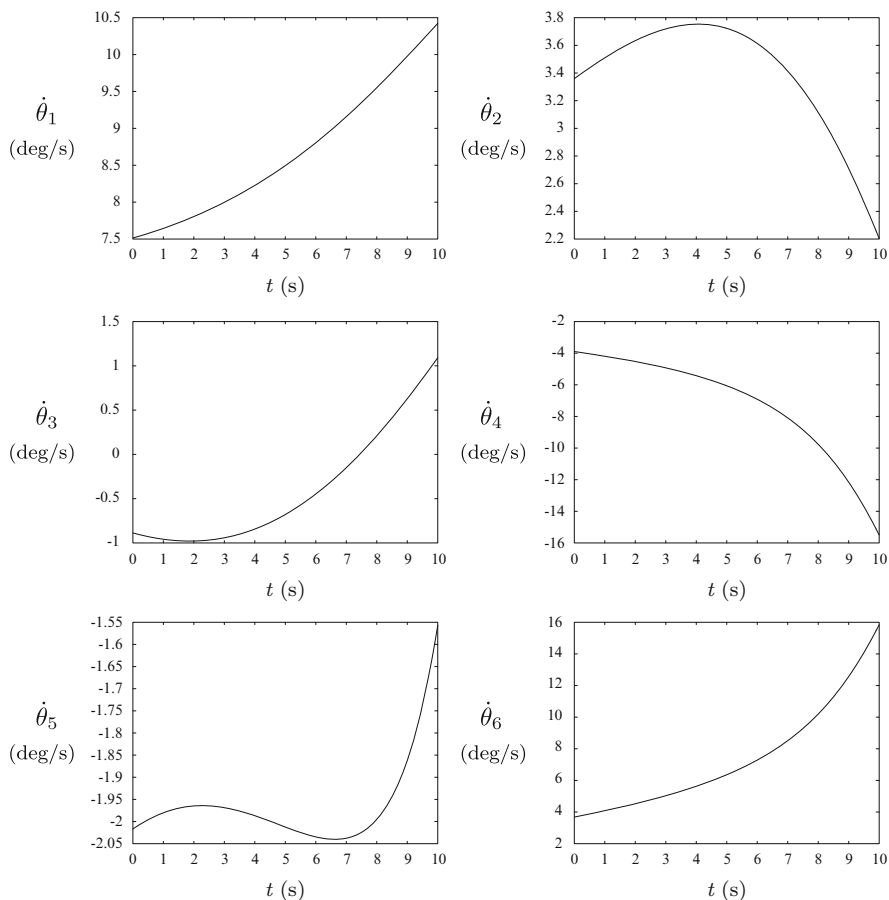 10.5
10
9.5
9
8.5
8
7.5
θ̇₁
(deg/s)
0 1 2 3 4 5 6 7 8 9 10
t (s)
3.8
3.6
3.4
3.2
3
2.8
2.6
2.4
2.2
θ̇₂
(deg/s)
0 1 2 3 4 5 6 7 8 9 10
t (s)
1.5
1
0.5
0
-0.5
-1
θ̇₃
(deg/s)
0 1 2 3 4 5 6 7 8 9 10
t (s)
-2
-4
-6
-8
-10
-12
-14
-16
θ̇₄
(deg/s)
0 1 2 3 4 5 6 7 8 9 10
t (s)
-1.55
-1.6
-1.65
-1.7
-1.75
-1.8
-1.85
-1.9
-1.95
-2
-2.05
θ̇₅
(deg/s)
0 1 2 3 4 5 6 7 8 9 10
t (s)
16
14
12
10
8
6
4
2
θ̇₆
(deg/s)
0 1 2 3 4 5 6 7 8 9 10
t (s)